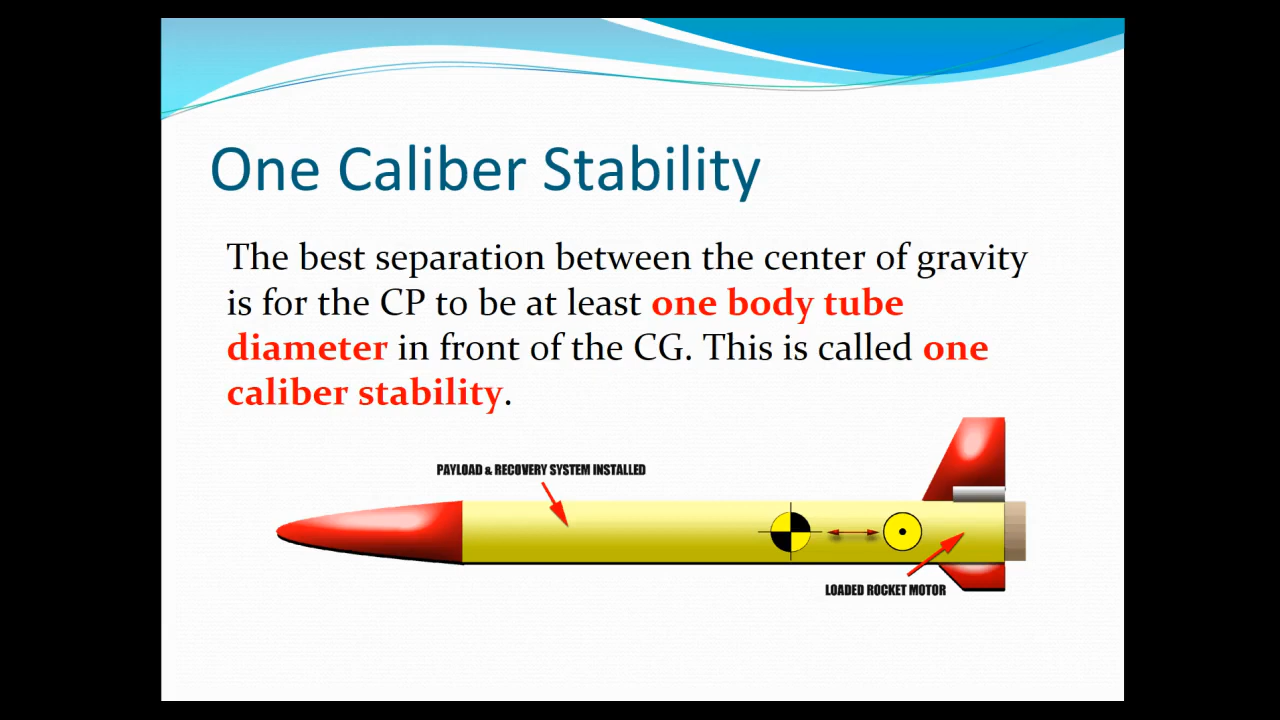 One Caliber Stability
The best separation between the center of gravity
is for the CP to be at least one body tube
diameter in front of the CG. This is called one
caliber stability.
PAYLOAD & RECOVERY SYSTEM INSTALLED
LOADED ROCKET MOTOR